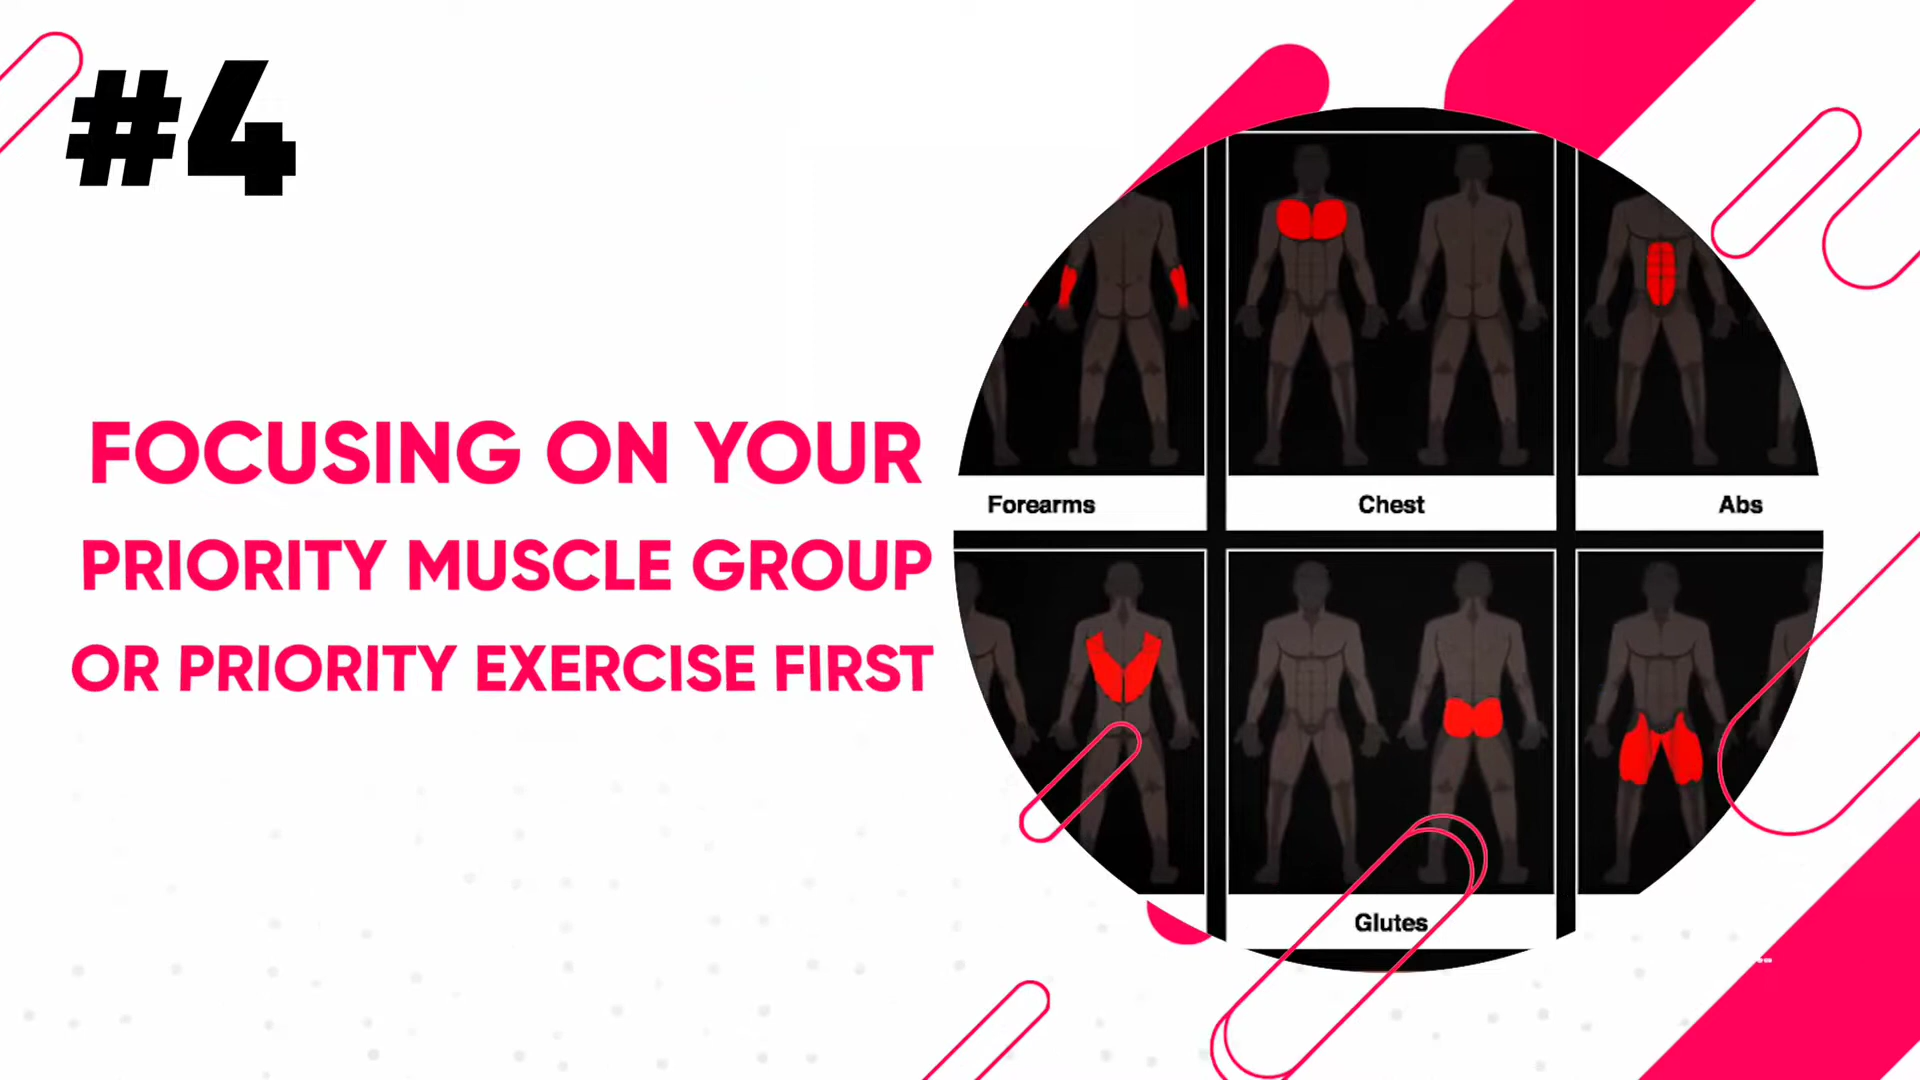 #4
FOCUSING ON YOUR
PRIORITY MUSCLE GROUP
OR PRIORITY EXERCISE FIRST
Forearms
Chest
Abs
Glutes